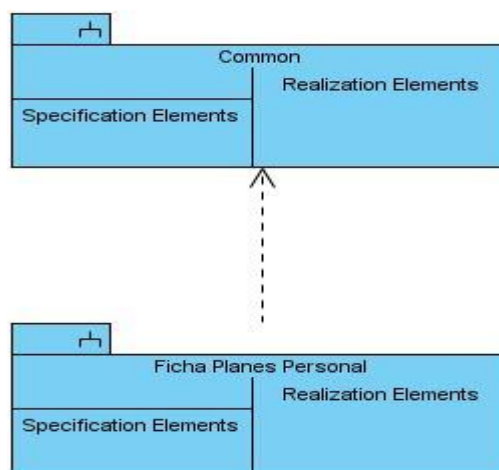 Common
Realization Elements
Specification Elements
Ficha Planes Personal
Realization Elements
Specification Elements